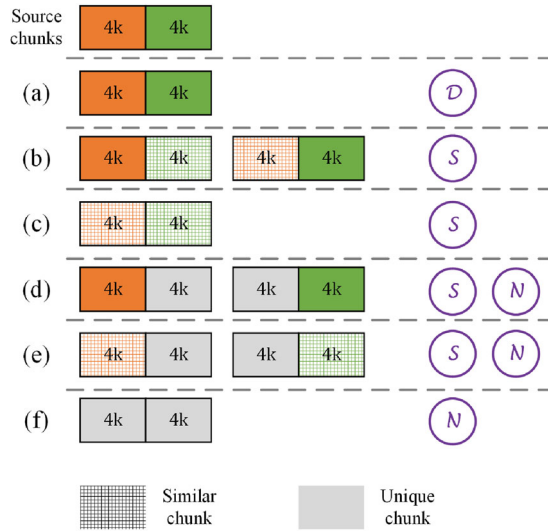 Source
chunks
4k 4k
(a) 4k 4k D
(b) 4k 4k 4k 4k S
(c) 4k 4k S
(d) 4k 4k 4k 4k S N
(e) 4k 4k 4k 4k S N
(f) 4k 4k N
Similar
chunk
Unique
chunk